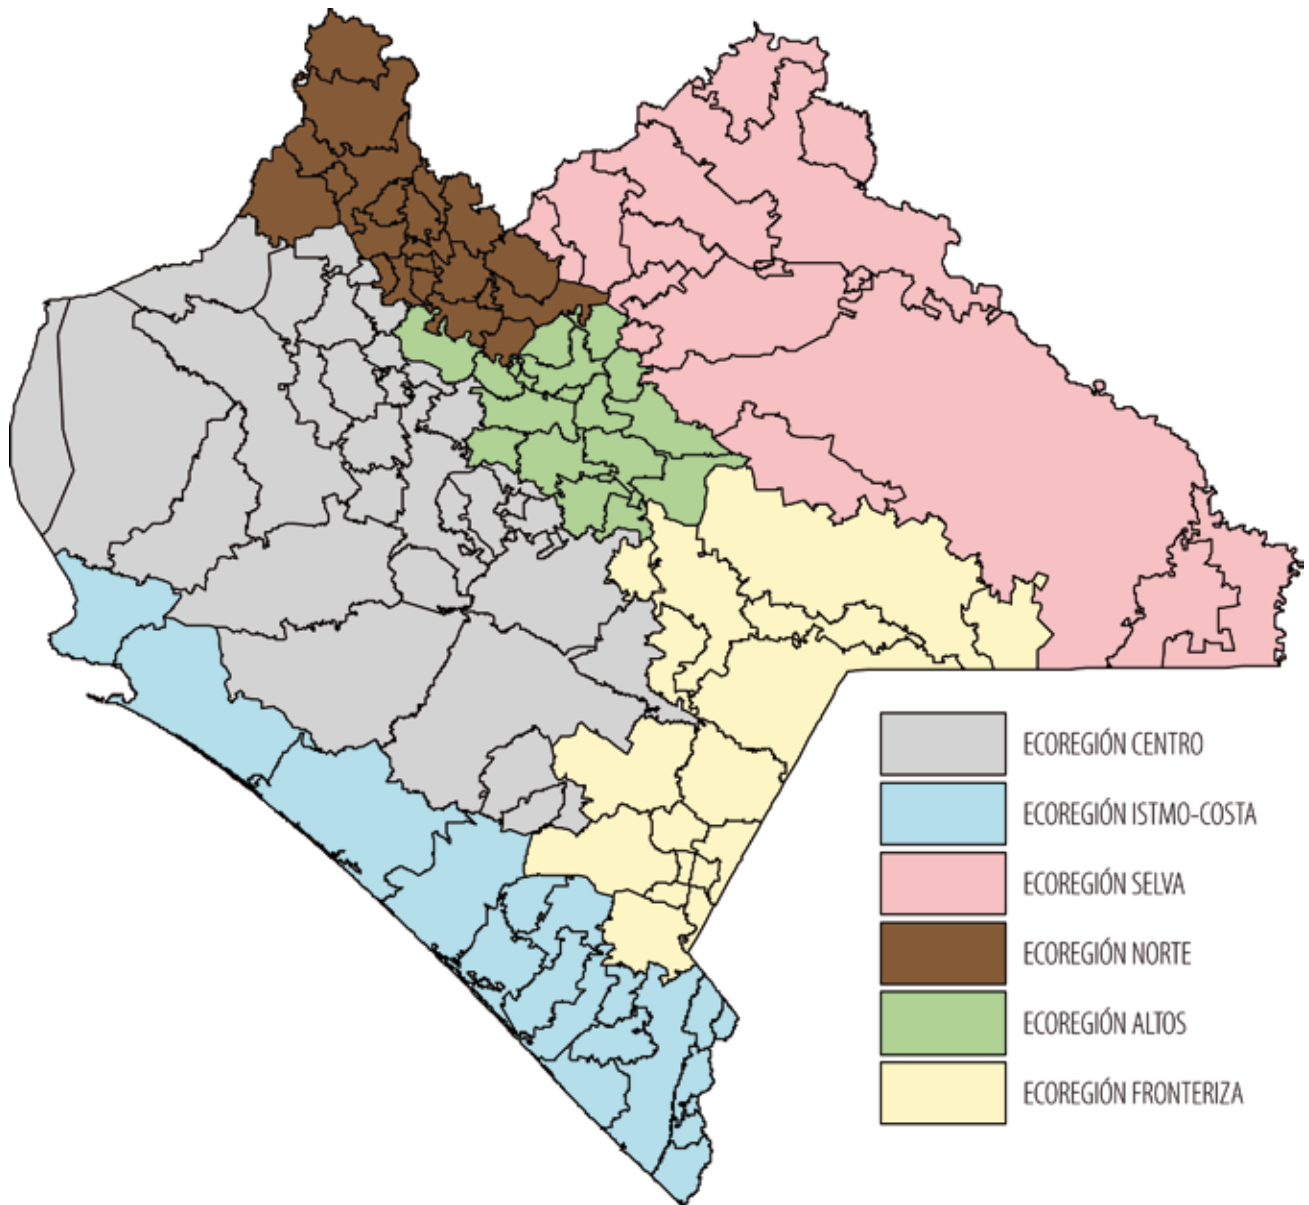 ECOREGIÓN CENTRO
ECOREGIÓN ISTMO-COSTA
ECOREGIÓN SELVA
ECOREGIÓN NORTE
ECOREGIÓN ALTOS
ECOREGIÓN FRONTERIZA